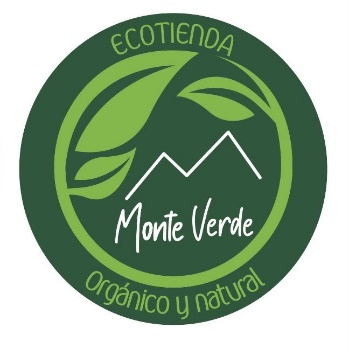 ECOTIENDA
Monte Verde
Orgánico y natural